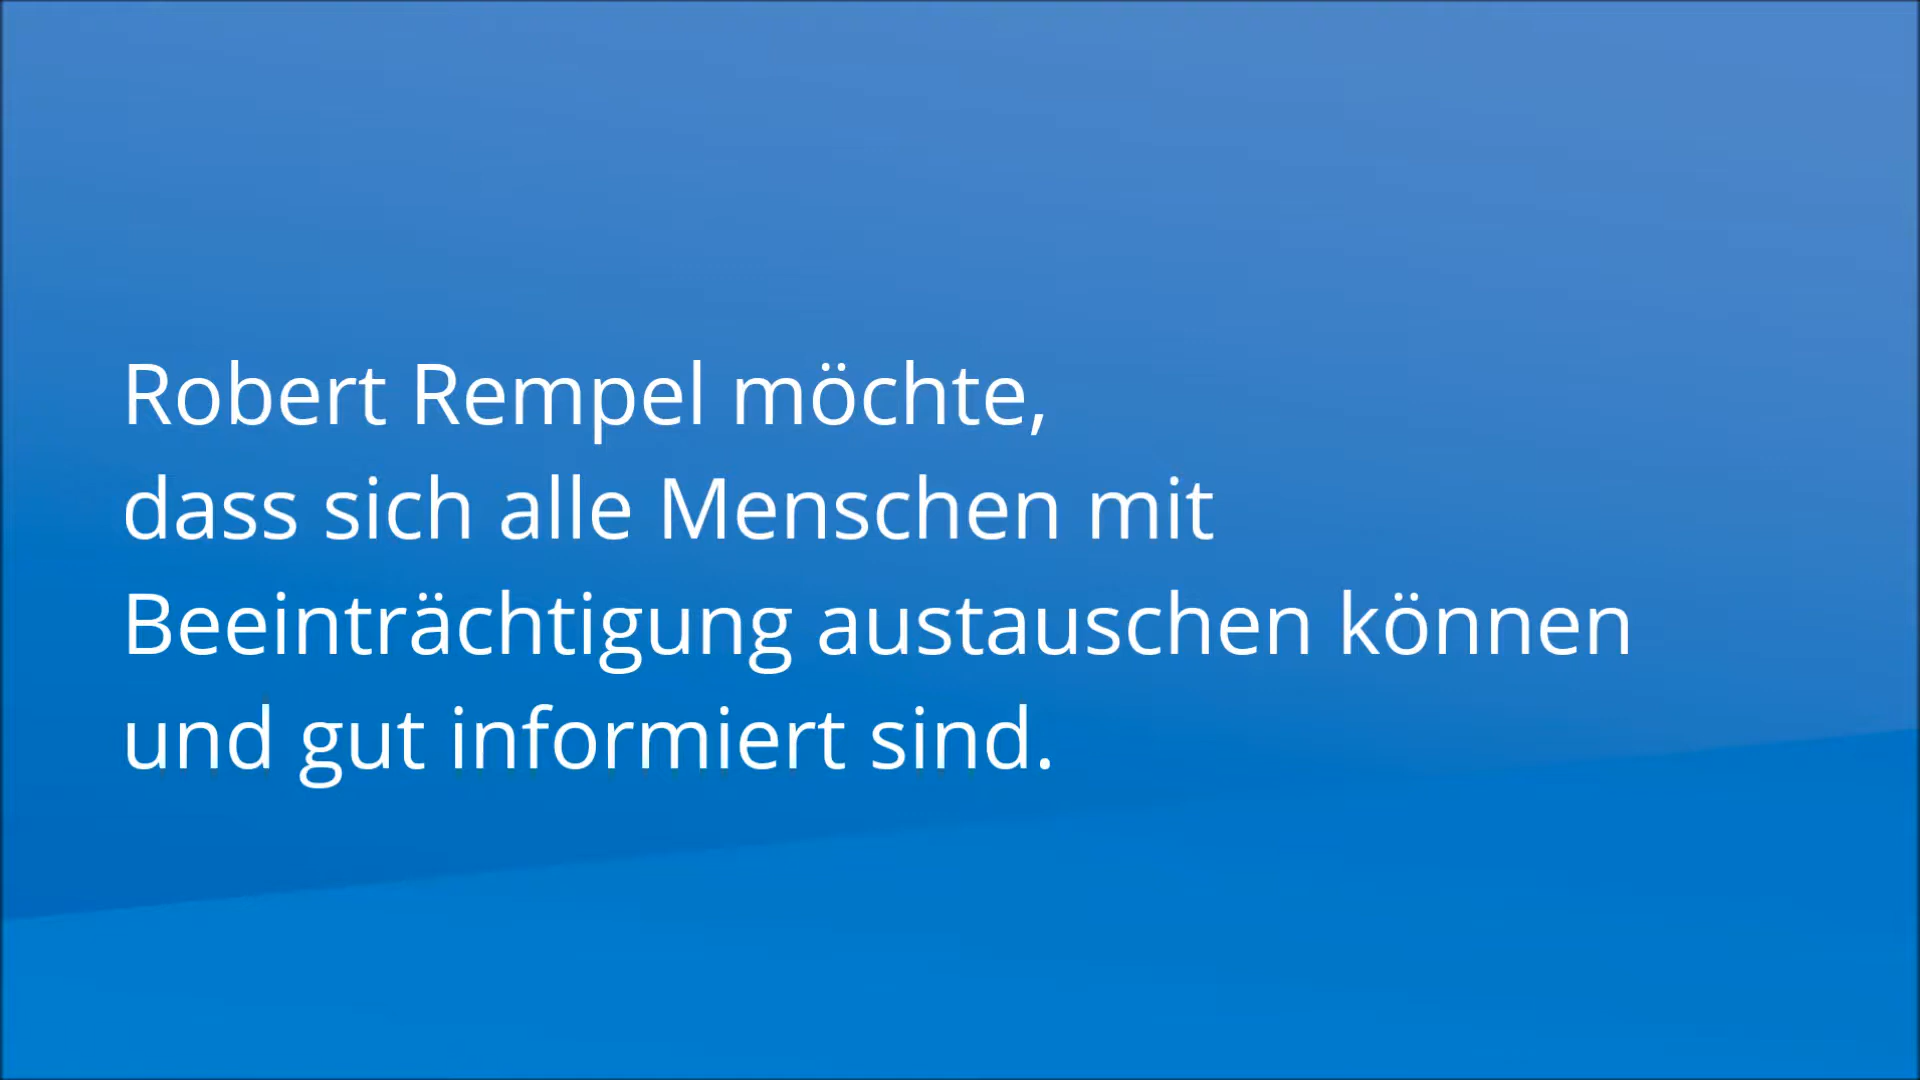 Robert Rempel möchte,
dass sich alle Menschen mit
Beeinträchtigung austauschen können
und gut informiert sind.